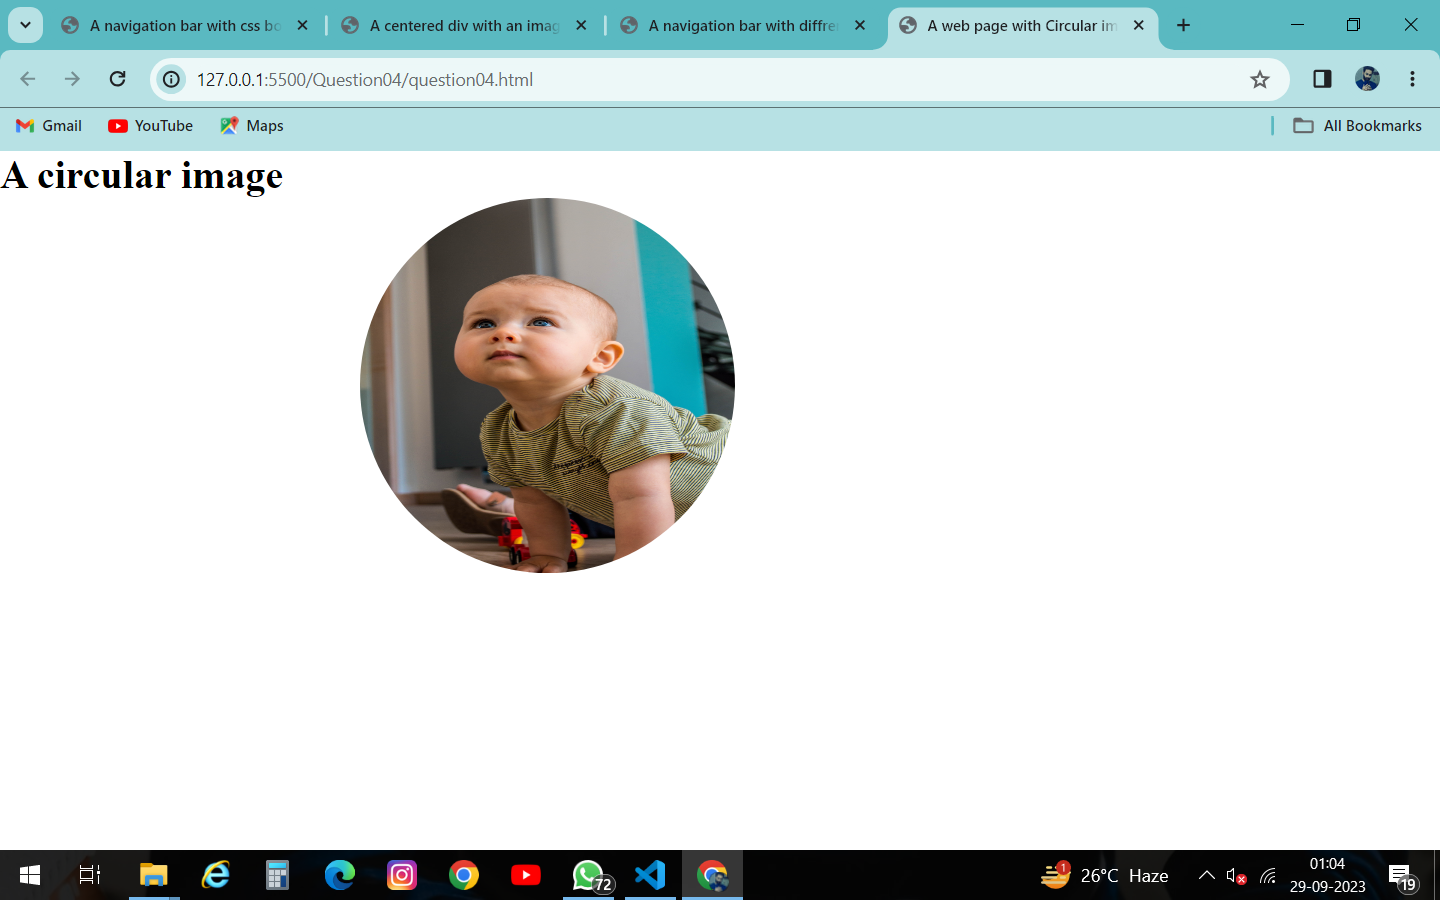 A navigation bar with css bo
A centered div with an imag
A navigation bar with diffre
A web page with Circular im
127.0.0.1:5500/Question04/question04.html
Gmail
YouTube
Maps
All Bookmarks
A circular image
72
1
26°C Haze
01:04
29-09-2023
19